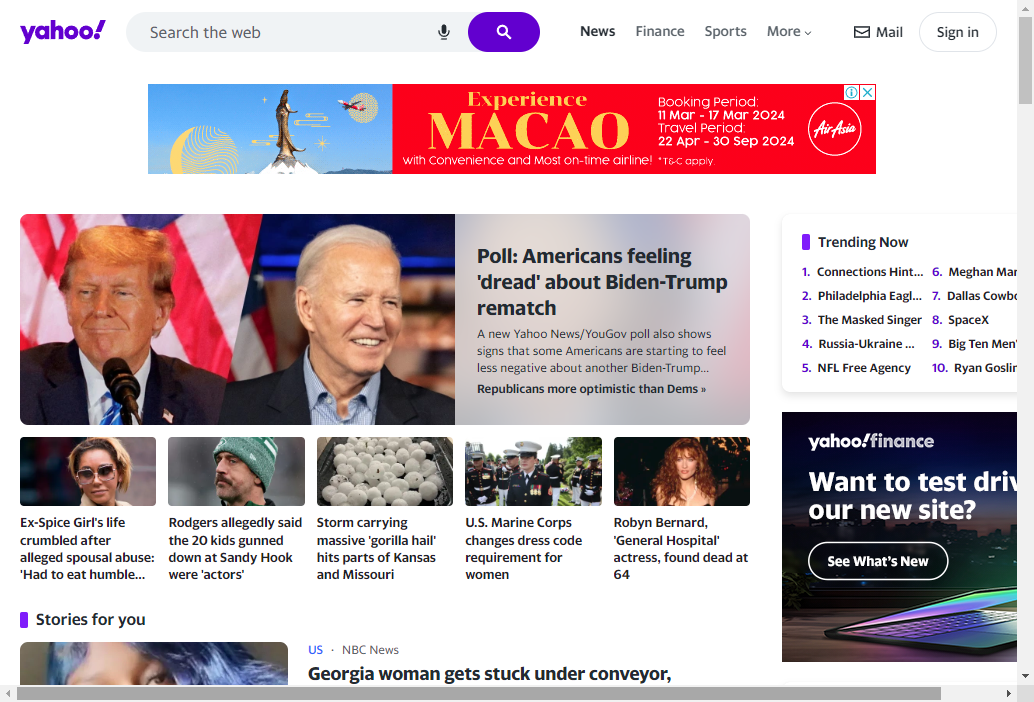 yahoo!
Search the web
News
Finance
Sports
More
Mail
Sign in
Experience
MACAO
with Convenience and Most on-time airline!
Booking Period:
11 Mar - 17 Mar 2024
Travel Period:
22 Apr - 30 Sep 2024
*T&C apply.
AirAsia
Poll: Americans feeling
'dread' about Biden-Trump
rematch
A new Yahoo News/YouGov poll also shows
signs that some Americans are starting to feel
less negative about another Biden-Trump...
Republicans more optimistic than Dems »
Ex-Spice Girl's life
crumbled after
alleged spousal abuse:
'Had to eat humble...
Rodgers allegedly said
the 20 kids gunned
down at Sandy Hook
were 'actors'
Storm carrying
massive 'gorilla hail'
hits parts of Kansas
and Missouri
U.S. Marine Corps
changes dress code
requirement for
women
Robyn Bernard,
'General Hospital'
actress, found dead at
64
Stories for you
US · NBC News
Georgia woman gets stuck under conveyor,
Trending Now
1. Connections Hint...
2. Philadelphia Eagl...
3. The Masked Singer
4. Russia-Ukraine ...
5. NFL Free Agency
6. Meghan Mar
7. Dallas Cowbo
8. SpaceX
9. Big Ten Men'
10. Ryan Goslin
yahoo!finance
Want to test driv
our new site?
See What's New